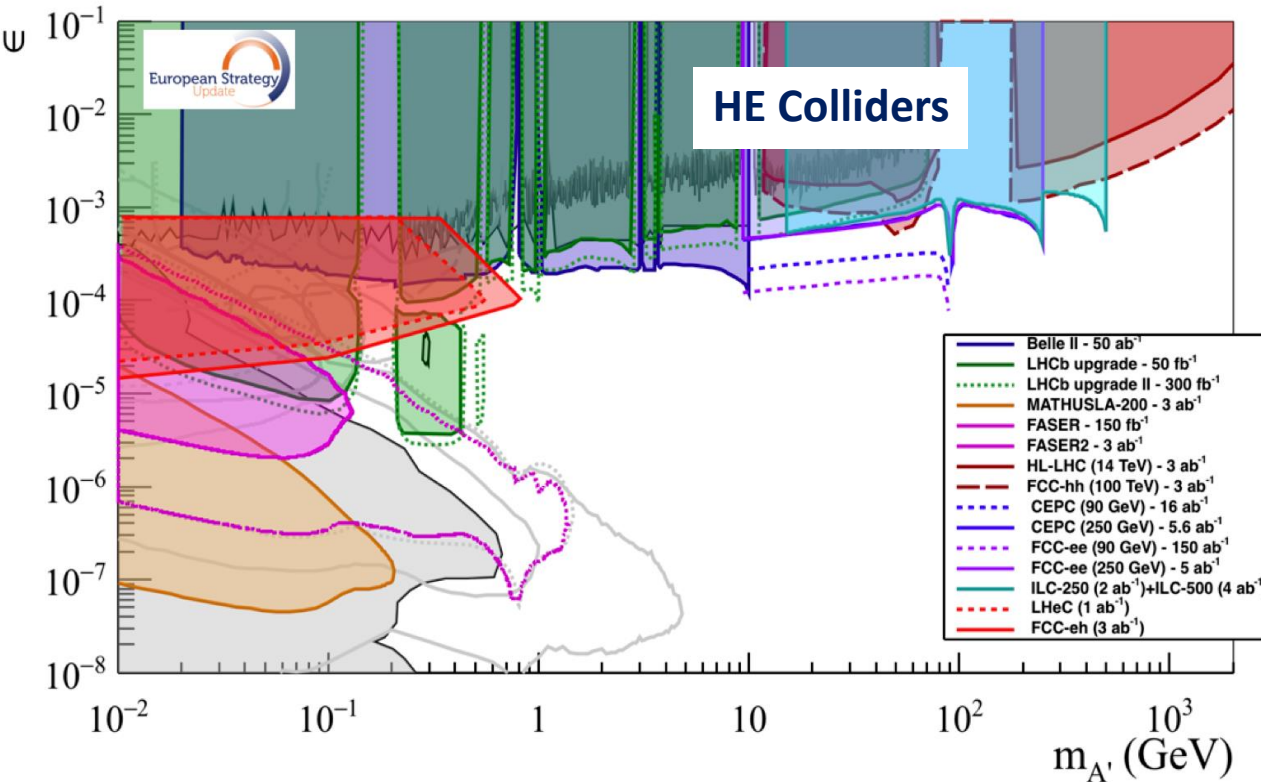 ϵ
10⁻¹
10⁻²
10⁻³
10⁻⁴
10⁻⁵
10⁻⁶
10⁻⁷
10⁻⁸
European Strategy
Update
HE Colliders
Belle II - 50 ab⁻¹
LHCb upgrade - 50 fb⁻¹
LHCb upgrade II - 300 fb⁻¹
MATHUSLA-200 - 3 ab⁻¹
FASER - 150 fb⁻¹
FASER2 - 3 ab⁻¹
HL-LHC (14 TeV) - 3 ab⁻¹
FCC-hh (100 TeV) - 3 ab⁻¹
CEPC (90 GeV) - 16 ab⁻¹
CEPC (250 GeV) - 5.6 ab⁻¹
FCC-ee (90 GeV) - 150 ab⁻¹
FCC-ee (250 GeV) - 5 ab⁻¹
ILC-250 (2 ab⁻¹)+ILC-500 (4 ab⁻¹
LHeC (1 ab⁻¹)
FCC-eh (3 ab⁻¹)
10⁻² 10⁻¹ 1 10 10² 10³
m_A' (GeV)